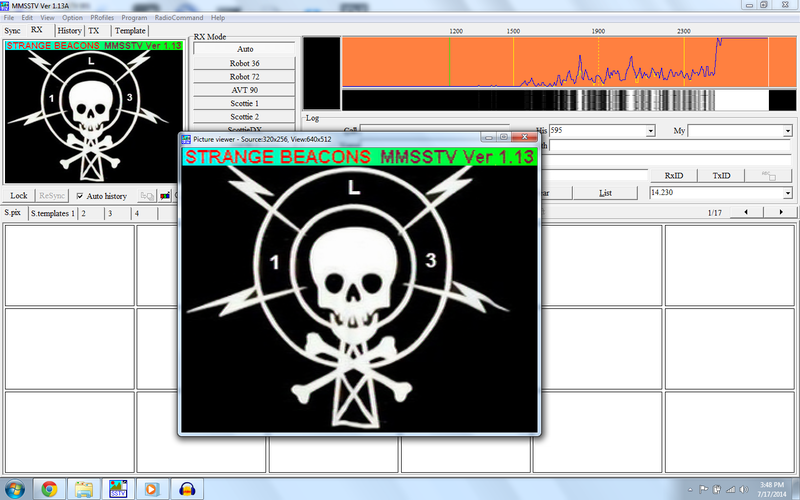 MMSSTV Ver 1.13A
File Edit View Option PRofiles Program RadioCommand Help
Sync RX History TX Template
RX Mode
Auto
Robot 36
Robot 72
AVT 90
Scottie 1
Scottie 2
ScottieDX
1200 1500 1900 2300
STRANGE BEACONS MMSSTV Ver 1.13
L
1 3
Log
Call His 595 My
Lock ReSync Auto history
List
RxID TxID
14.230
S.pix S.templates 1 2 3 4 1/17
Picture viewer - Source:320x256, View:640x512
STRANGE BEACONS MMSSTV Ver 1.13
L
1 3
SSTV
3:48 PM
7/17/2014